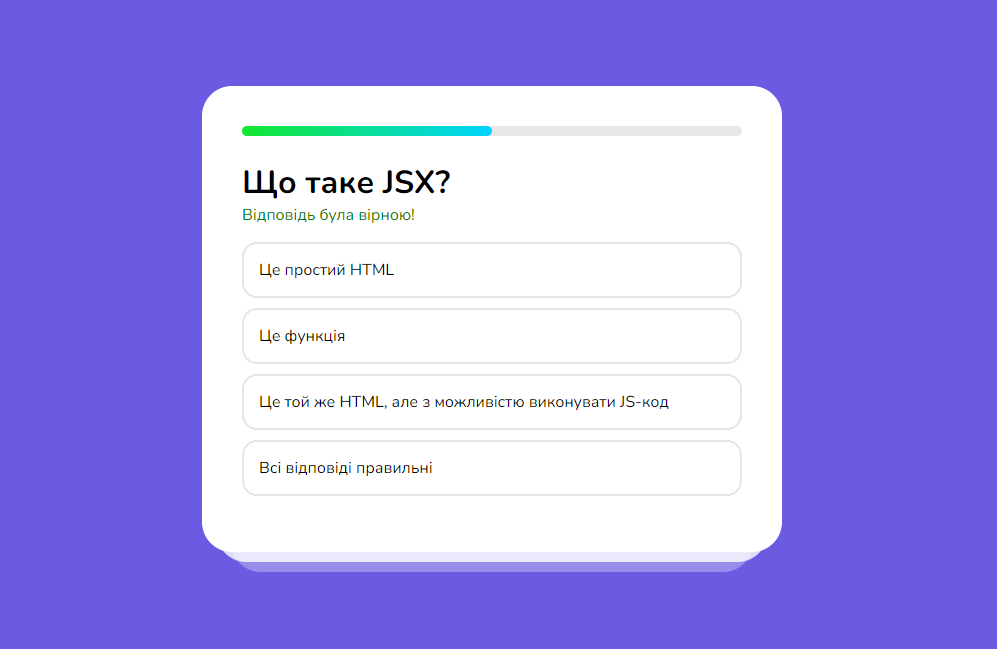 Що таке JSX?
Відповідь була вірною!
Це простий HTML
Це функція
Це той же HTML, але з можливістю виконувати JS-код
Всі відповіді правильні